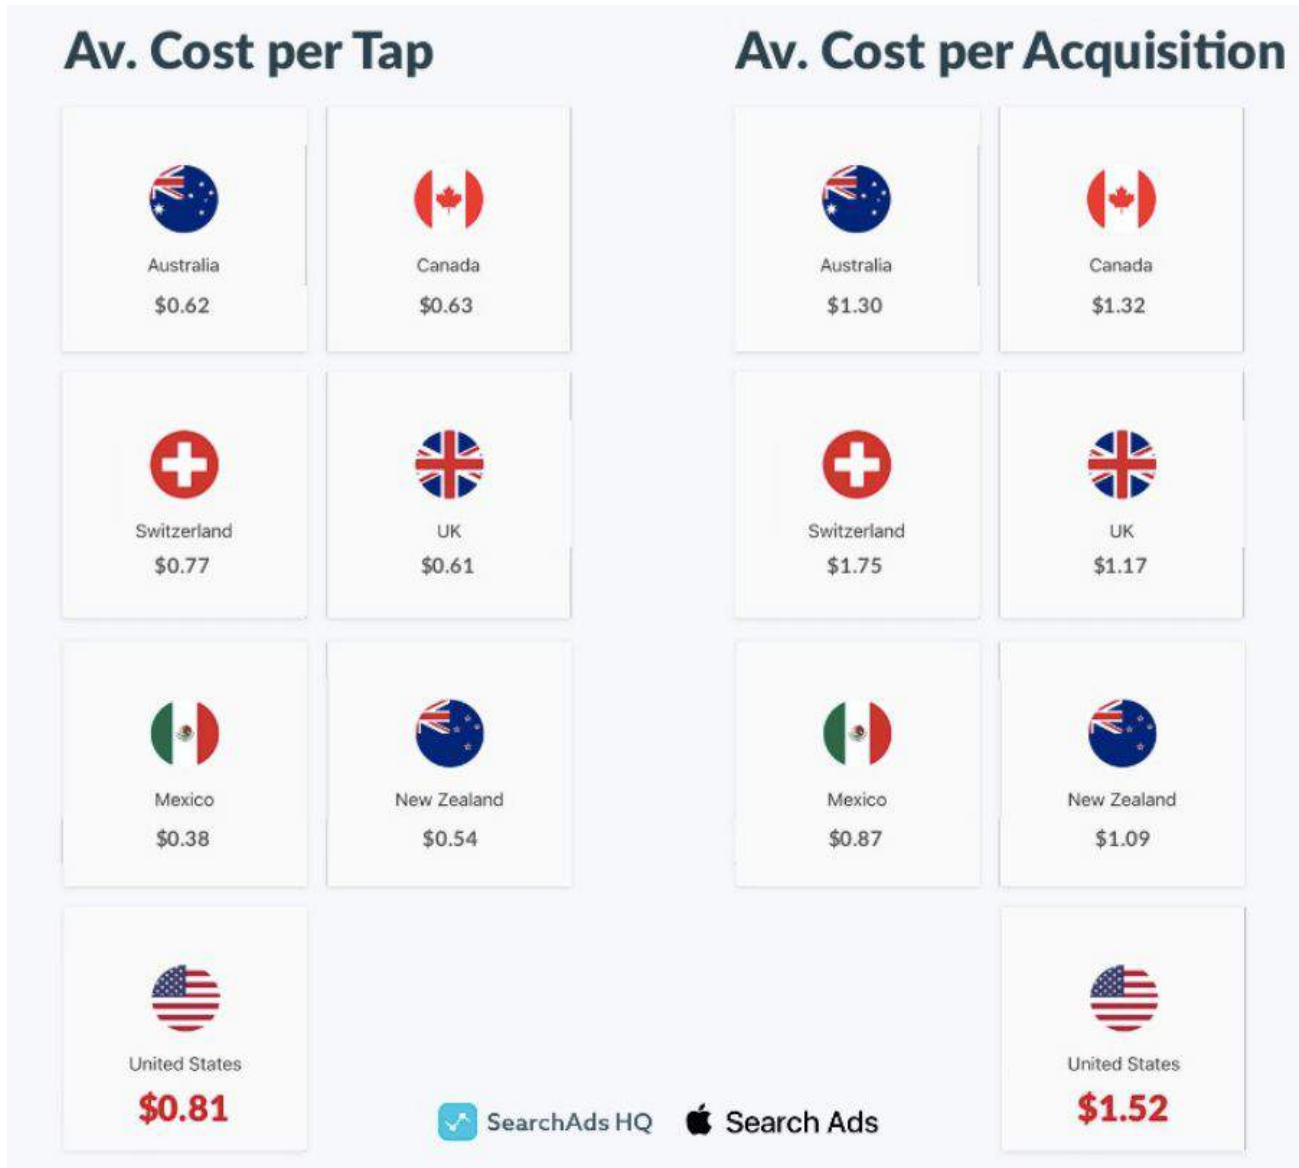 Av. Cost per Tap
Australia
$0.62
Canada
$0.63
Switzerland
$0.77
UK
$0.61
Mexico
$0.38
New Zealand
$0.54
United States
$0.81
Av. Cost per Acquisition
Australia
$1.30
Canada
$1.32
Switzerland
$1.75
UK
$1.17
Mexico
$0.87
New Zealand
$1.09
United States
$1.52
SearchAds HQ
Search Ads